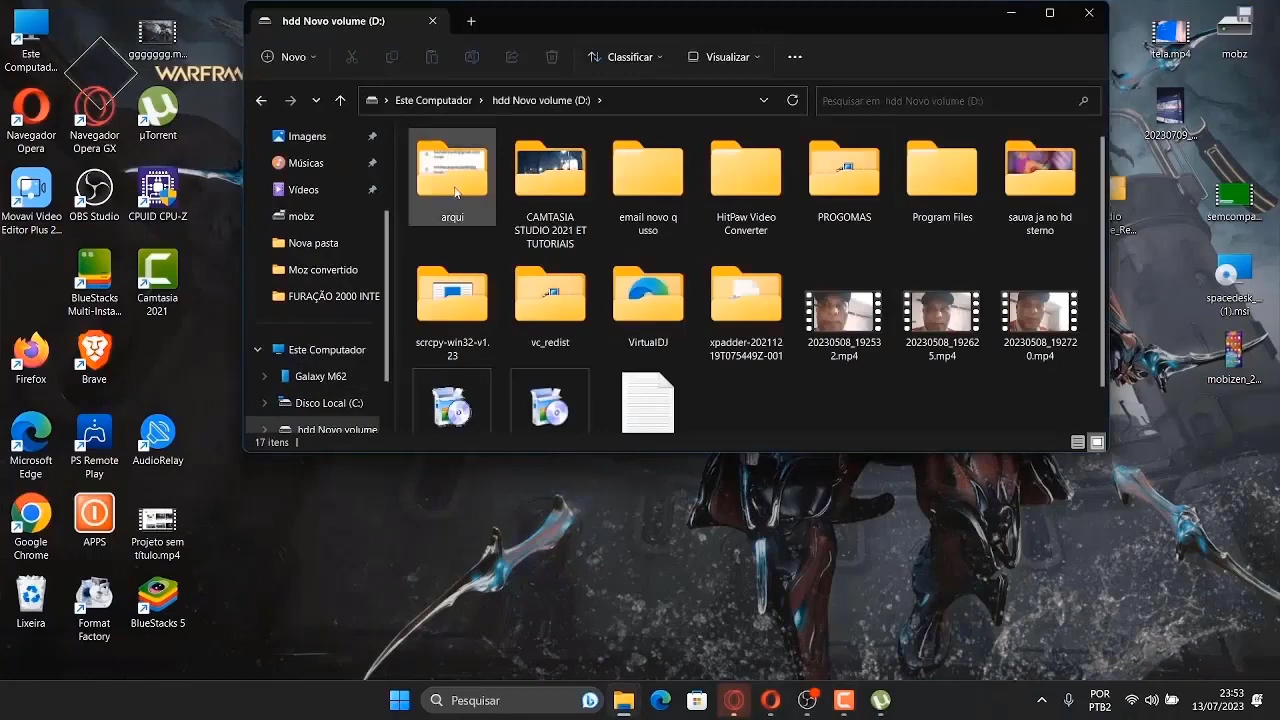 hdd Novo volume (D:)
Novo
Classificar
Visualizar
Este Computador
hdd Novo volume (D:)
Pesquisar em hdd Novo volume (D:)
Imagens
Músicas
Vídeos
mobz
Nova pasta
Moz convertido
FURAÇÃO 2000 INTE
Este Computador
Galaxy M62
Disco Local (C:)
hdd Novo volume
arqui
CAMTASIA
STUDIO 2021 ET
TUTORIAIS
email novo q
usso
HitPaw Video
Converter
PROGOMAS
Program Files
sauva ja no hd
sterno
scrcpy-win32-v1.
23
vc_redist
VirtualDJ
xpadder-202112
19T075449Z-001
20230508_19253
2.mp4
20230508_19262
5.mp4
20230508_19272
0.mp4
17 itens
Este
Computad...
gggggggg.m...
WARFRAM
Navegador
Opera
Navegador
Opera GX
µTorrent
Movavi Video
Editor Plus 2...
OBS Studio
CPUID CPU-Z
BlueStacks
Multi-Insta...
Camtasia
2021
Firefox
Brave
Microsoft
Edge
PS Remote
Play
AudioRelay
Google
Chrome
APPS
Projeto sem
título.mp4
Lixeira
Format
Factory
BlueStacks 5
tela.mp4
mobz
20230709_...
semcompa...
dio
e_Re...
spacedesk_...
(1).msi
mobizen_2...
Pesquisar
POR
PTB2
23:53
13/07/2023